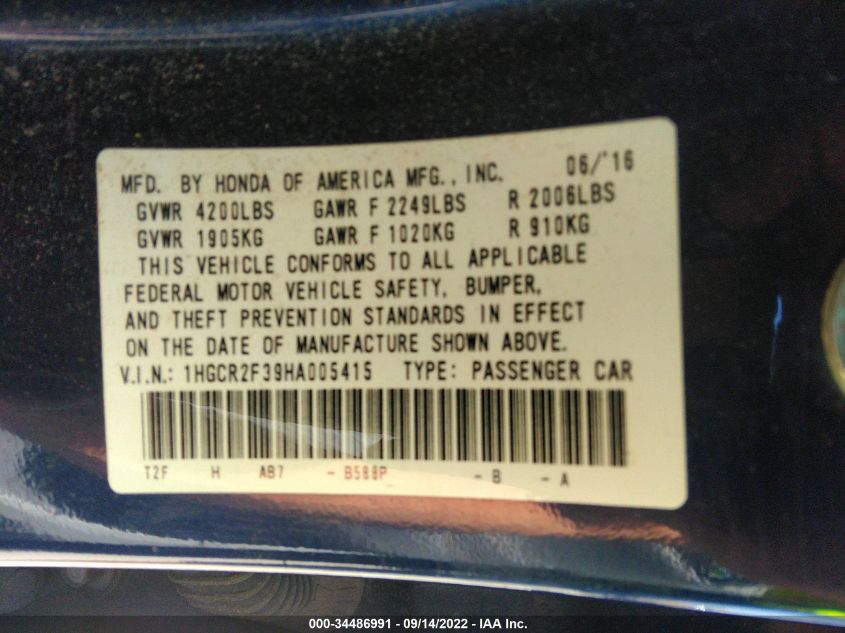 MFD. BY HONDA OF AMERICA MFG., INC. 06/'16
GVWR 4200LBS GAWR F 2249LBS R 2006LBS
GVWR 1905KG GAWR F 1020KG R 910KG
THIS VEHICLE CONFORMS TO ALL APPLICABLE
FEDERAL MOTOR VEHICLE SAFETY, BUMPER,
AND THEFT PREVENTION STANDARDS IN EFFECT
ON THE DATE OF MANUFACTURE SHOWN ABOVE.
V.I.N.: 1HGCR2F39HA005415 TYPE: PASSENGER CAR
T2F H AB7 - B588P - B - A
000-34486991 - 09/14/2022 - IAA Inc.